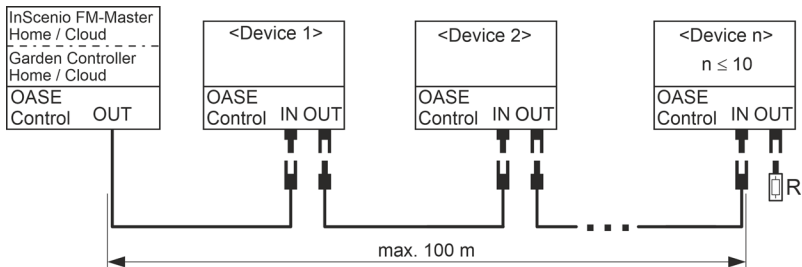 InScenio FM-Master
Home / Cloud
Garden Controller
Home / Cloud
OASE
Control OUT
<Device 1>
OASE
Control IN OUT
<Device 2>
OASE
Control IN OUT
<Device n>
n ≤ 10
OASE
Control IN OUT
R
max. 100 m